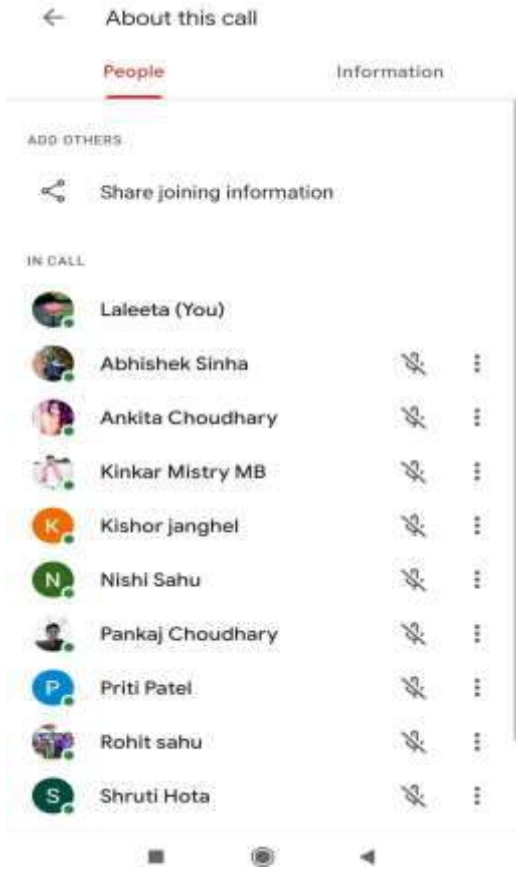 About this call
People Information
ADD OTHERS
Share joining information
IN CALL
Laleeta (You)
Abhishek Sinha
Ankita Choudhary
Kinkar Mistry MB
K Kishor janghel
N Nishi Sahu
Pankaj Choudhary
P Priti Patel
Rohit sahu
S Shruti Hota